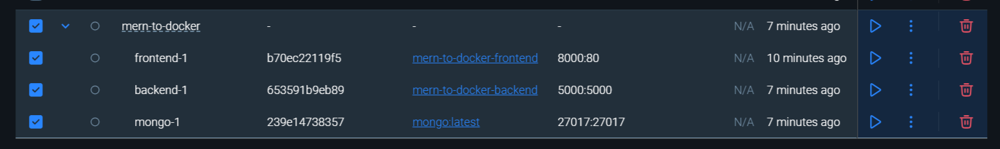 mern-to-docker - - - N/A 7 minutes ago
frontend-1 b70ec22119f5 mern-to-docker-frontend 8000:80 N/A 10 minutes ago
backend-1 653591b9eb89 mern-to-docker-backend 5000:5000 N/A 7 minutes ago
mongo-1 239e14738357 mongo:latest 27017:27017 N/A 7 minutes ago